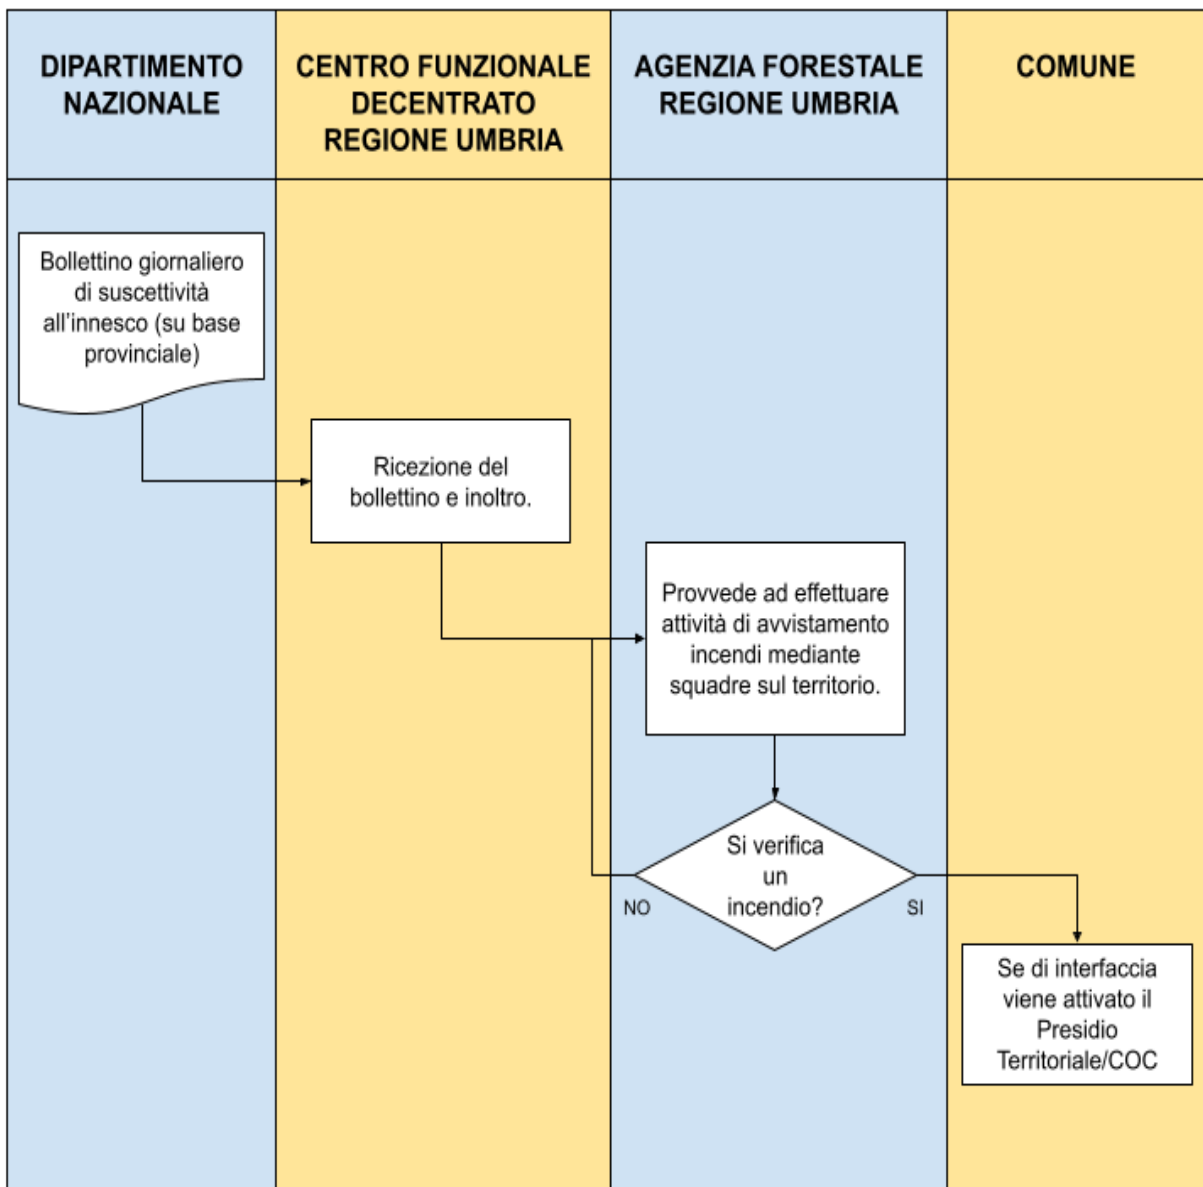 DIPARTIMENTO
NAZIONALE
CENTRO FUNZIONALE
DECENTRATO
REGIONE UMBRIA
AGENZIA FORESTALE
REGIONE UMBRIA
COMUNE
Bollettino giornaliero
di suscettività
all'innesco (su base
provinciale)
Ricezione del
bollettino e inoltro.
Provvede ad effettuare
attività di avvistamento
incendi mediante
squadre sul territorio.
Si verifica
un
incendio?
NO
SI
Se di interfaccia
viene attivato il
Presidio
Territoriale/COC